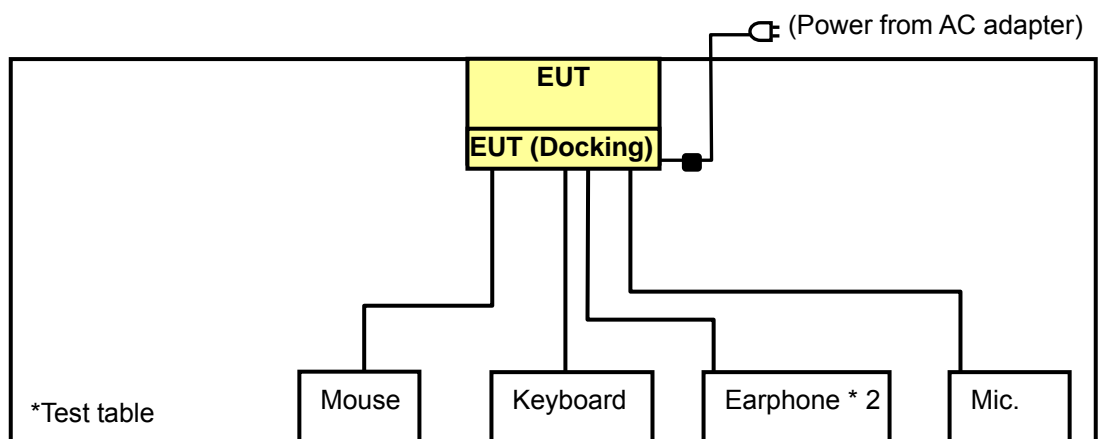 (Power from AC adapter)
EUT
EUT (Docking)
*Test table
Mouse
Keyboard
Earphone * 2
Mic.